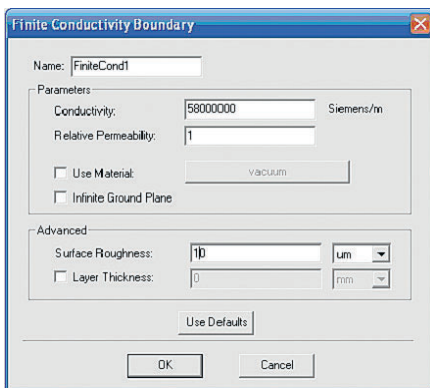 Finite Conductivity Boundary
Name: FiniteCond1
Parameters
Conductivity: 58000000 Siemens/m
Relative Permeability: 1
Use Material: vacuum
Infinite Ground Plane
Advanced
Surface Roughness: 10 um
Layer Thickness: 0 mm
Use Defaults
OK Cancel